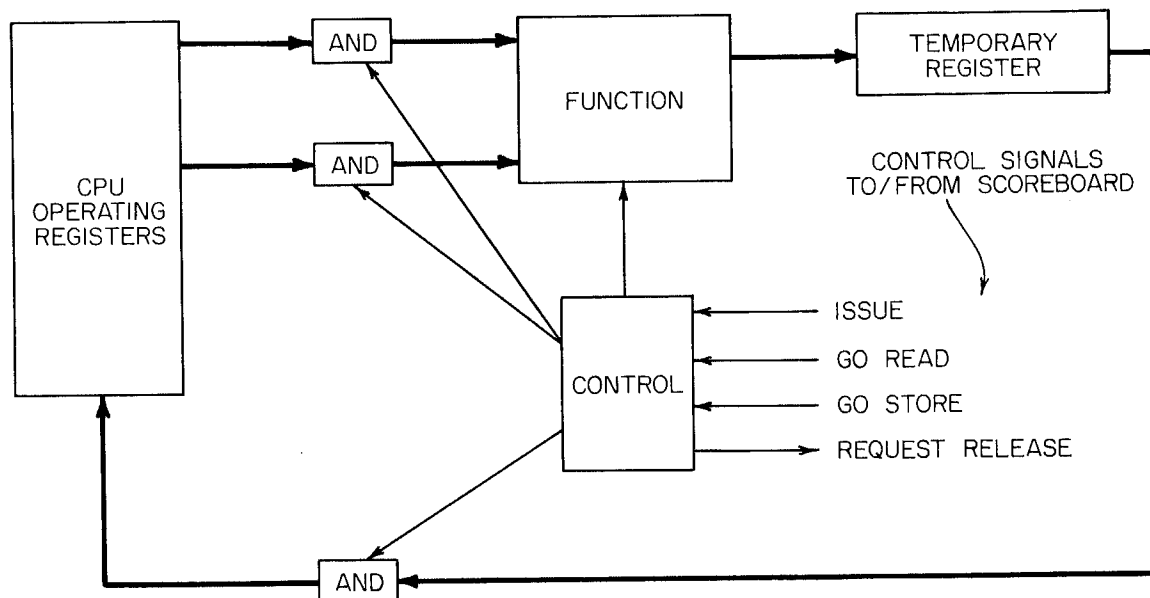 AND
TEMPORARY
REGISTER
FUNCTION
AND
CPU
OPERATING
REGISTERS
CONTROL SIGNALS
TO/FROM SCOREBOARD
CONTROL
ISSUE
GO READ
GO STORE
REQUEST RELEASE
AND